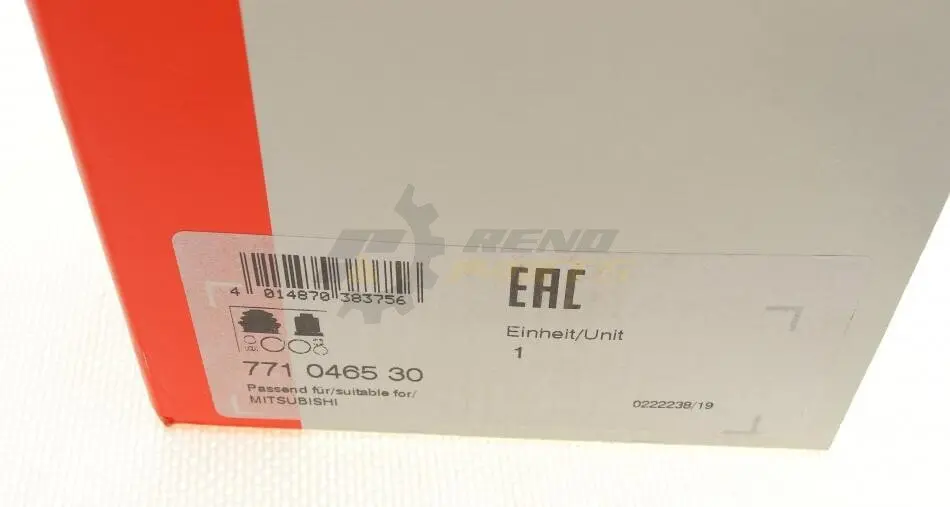 RENO
4 014870 383756
EAC
Einheit/Unit
1
771 0465 30
Passend für/suitable for/
MITSUBISHI
0222238/19